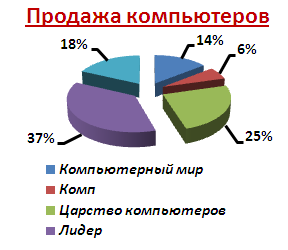 Продажа компьютеров
18%
14%
6%
37%
25%
Компьютерный мир
Комп
Царство компьютеров
Лидер